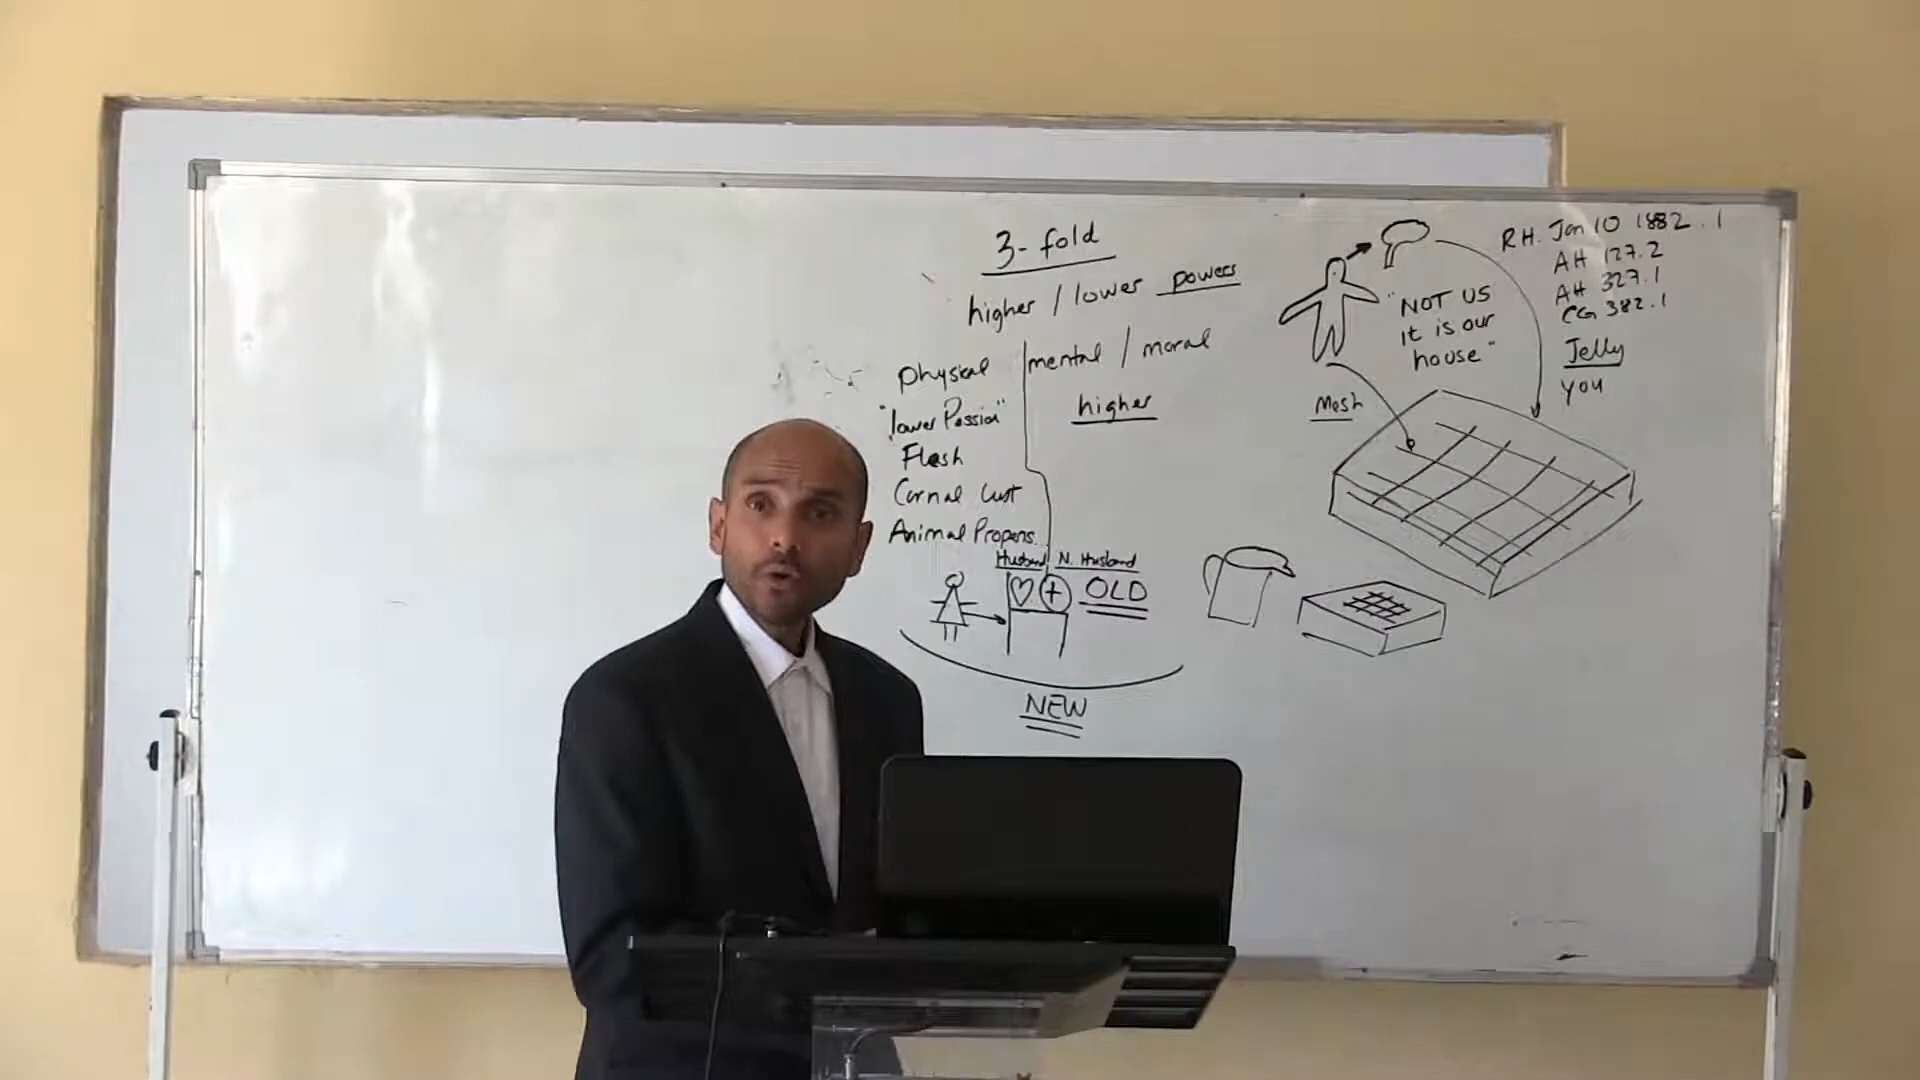 3- fold
higher / lower powers
physical mental / moral
"lower Passion" higher
Flesh
Carnal Lust
Animal Propens...
Husband N. Husband
OLD
NEW
"NOT US
it is our
house"
RH. Jan 10 1882.1
AH 127.2
AH 327.1
CG 382.1
Jelly
you
Mesh